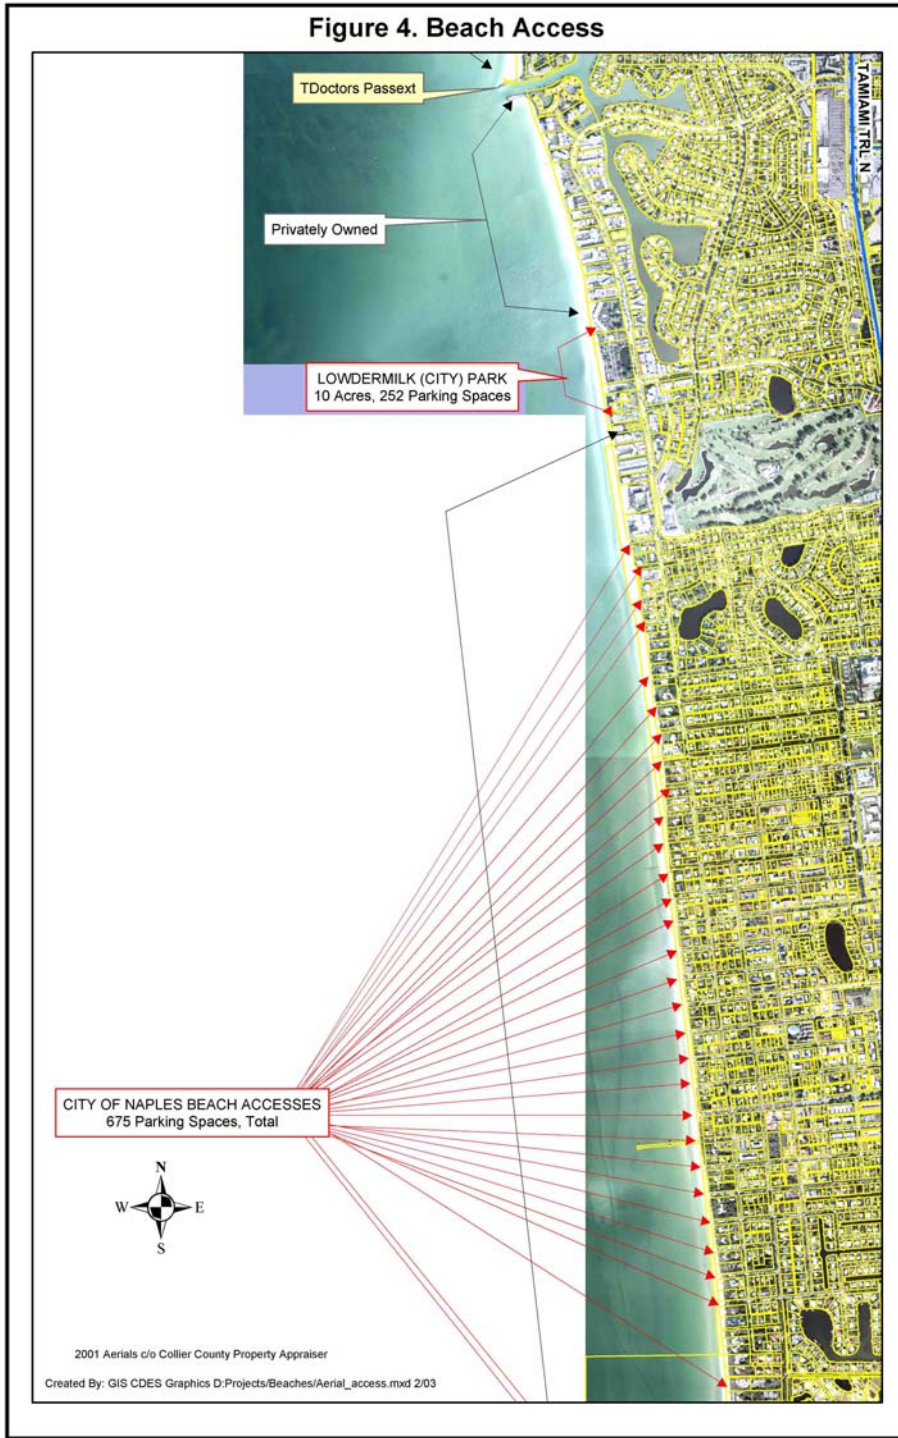 Figure 4. Beach Access
TDoctors Passext
TAMIAMI TRL N
Privately Owned
LOWDERMILK (CITY) PARK
10 Acres, 252 Parking Spaces
CITY OF NAPLES BEACH ACCESSES
675 Parking Spaces, Total
N
W
E
S
2001 Aerials c/o Collier County Property Appraiser
Created By: GIS CDES Graphics D:Projects/Beaches/Aerial_access.mxd 2/03